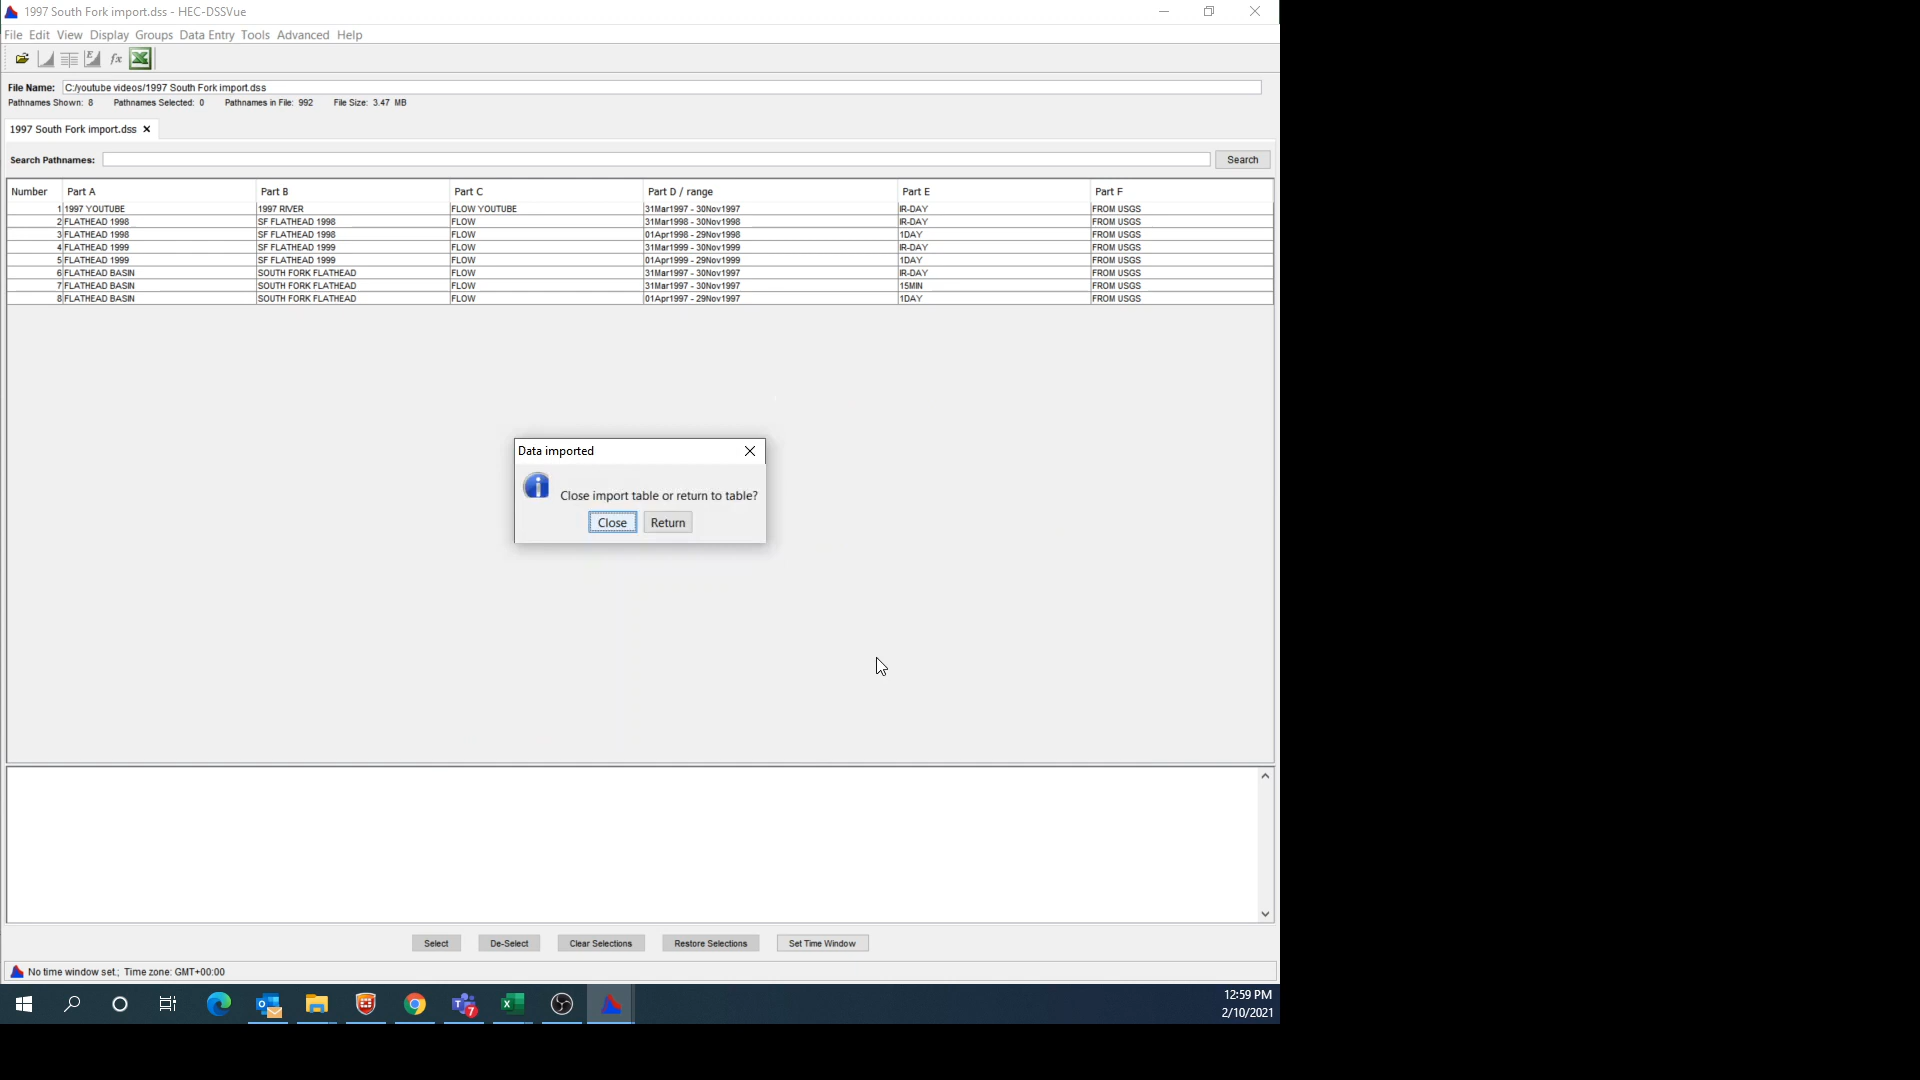 1997 South Fork import.dss - HEC-DSSVue
File Edit View Display Groups Data Entry Tools Advanced Help
File Name: C:/youtube videos/1997 South Fork import.dss
Pathnames Shown: 8 Pathnames Selected: 0 Pathnames in File: 992 File Size: 3.47 MB
1997 South Fork import.dss
Search Pathnames: Search
Number Part A Part B Part C Part D / range Part E Part F
1 1997 YOUTUBE 1997 RIVER FLOW YOUTUBE 31Mar1997 - 30Nov1997 IR-DAY FROM USGS
2 FLATHEAD 1998 SF FLATHEAD 1998 FLOW 31Mar1998 - 30Nov1998 IR-DAY FROM USGS
3 FLATHEAD 1998 SF FLATHEAD 1998 FLOW 01Apr1998 - 29Nov1998 1DAY FROM USGS
4 FLATHEAD 1999 SF FLATHEAD 1999 FLOW 31Mar1999 - 30Nov1999 IR-DAY FROM USGS
5 FLATHEAD 1999 SF FLATHEAD 1999 FLOW 01Apr1999 - 29Nov1999 1DAY FROM USGS
6 FLATHEAD BASIN SOUTH FORK FLATHEAD FLOW 31Mar1997 - 30Nov1997 IR-DAY FROM USGS
7 FLATHEAD BASIN SOUTH FORK FLATHEAD FLOW 31Mar1997 - 30Nov1997 15MIN FROM USGS
8 FLATHEAD BASIN SOUTH FORK FLATHEAD FLOW 01Apr1997 - 29Nov1997 1DAY FROM USGS
Data imported
Close import table or return to table?
Close Return
Select De-Select Clear Selections Restore Selections Set Time Window
No time window set.; Time zone: GMT+00:00
12:59 PM
2/10/2021